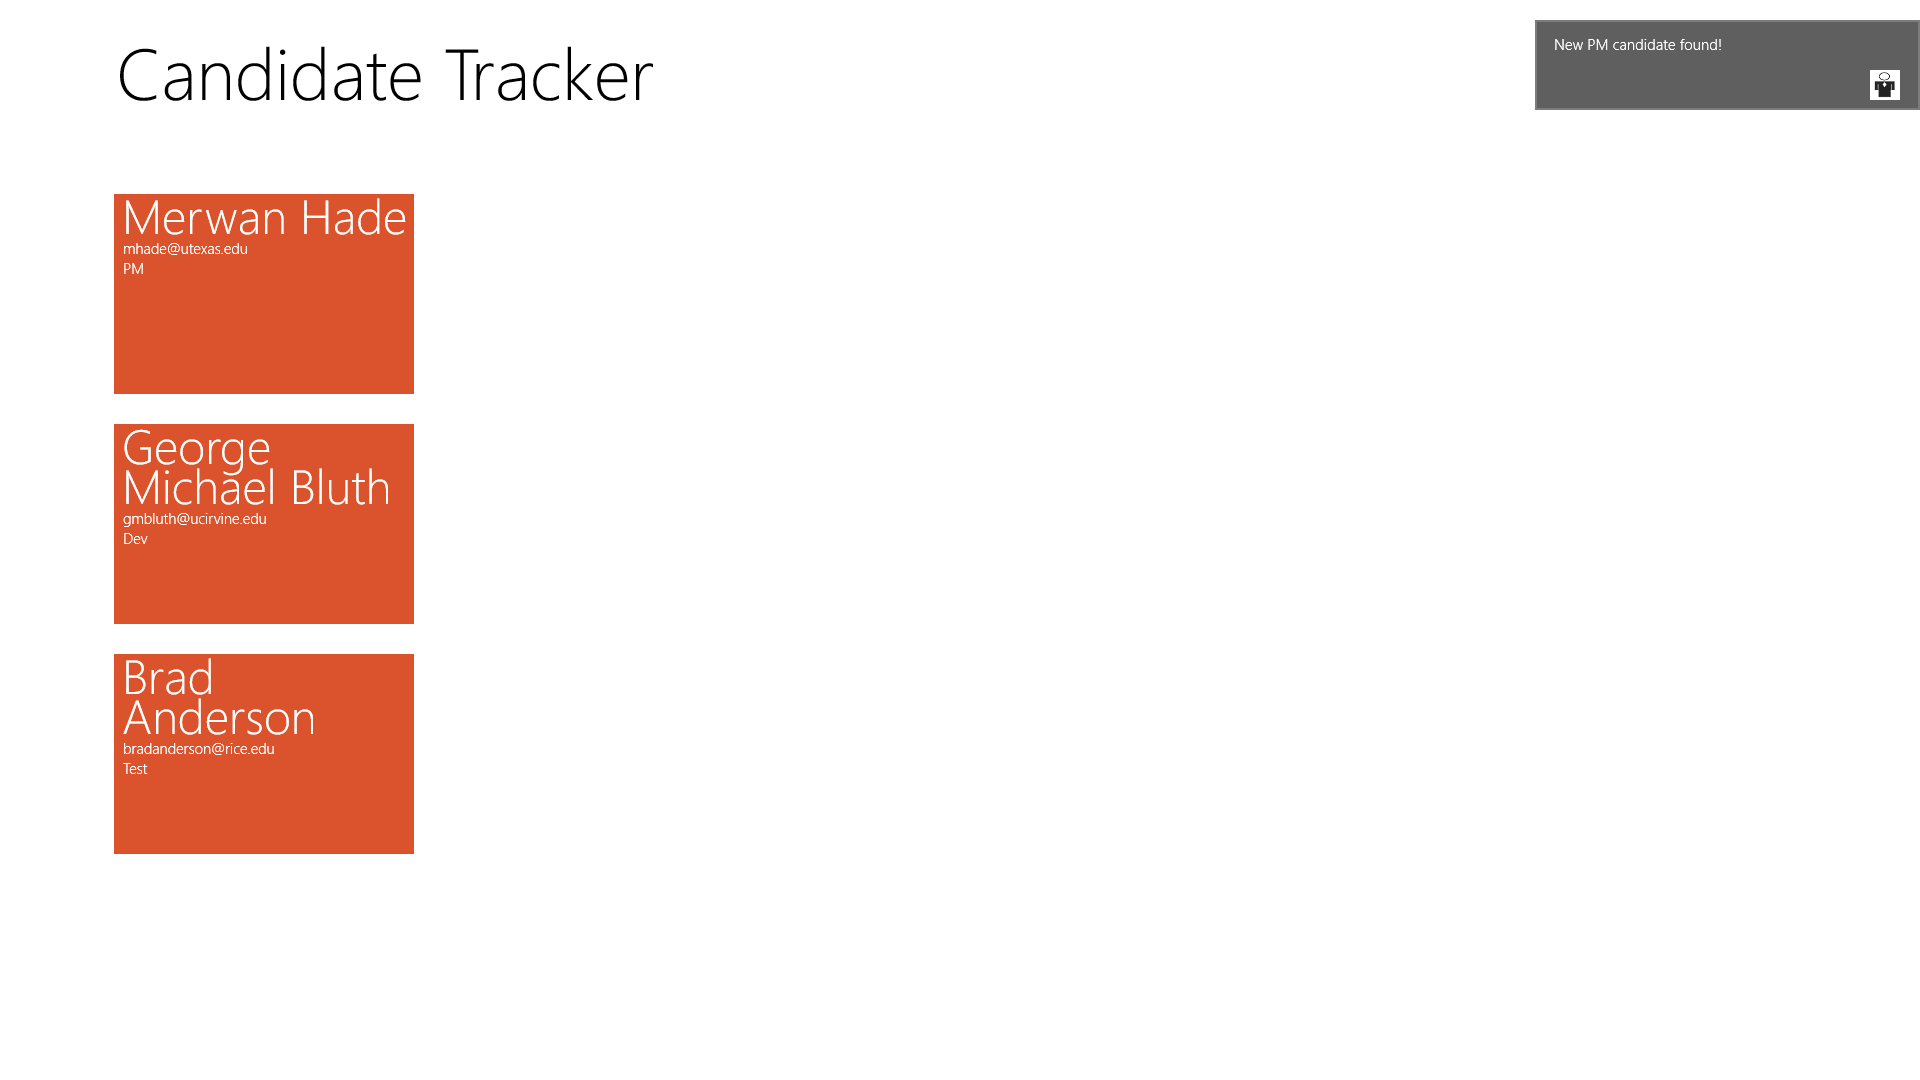 Candidate Tracker
New PM candidate found!
Merwan Hade
mhade@utexas.edu
PM
George
Michael Bluth
gmbluth@ucirvine.edu
Dev
Brad
Anderson
bradanderson@rice.edu
Test